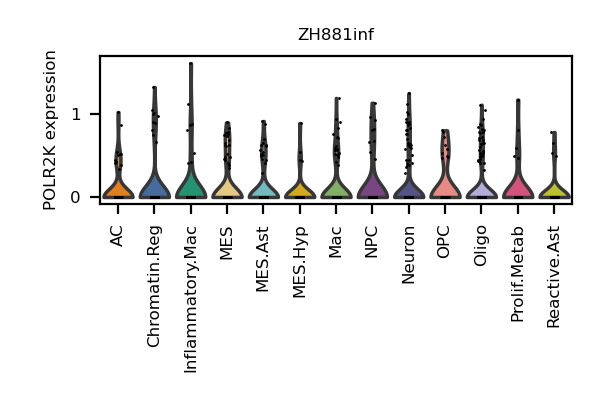 ZH881inf
POLR2K expression
1
0
AC
Chromatin.Reg
Inflammatory.Mac
MES
MES.Ast
MES.Hyp
Mac
NPC
Neuron
OPC
Oligo
Prolif.Metab
Reactive.Ast